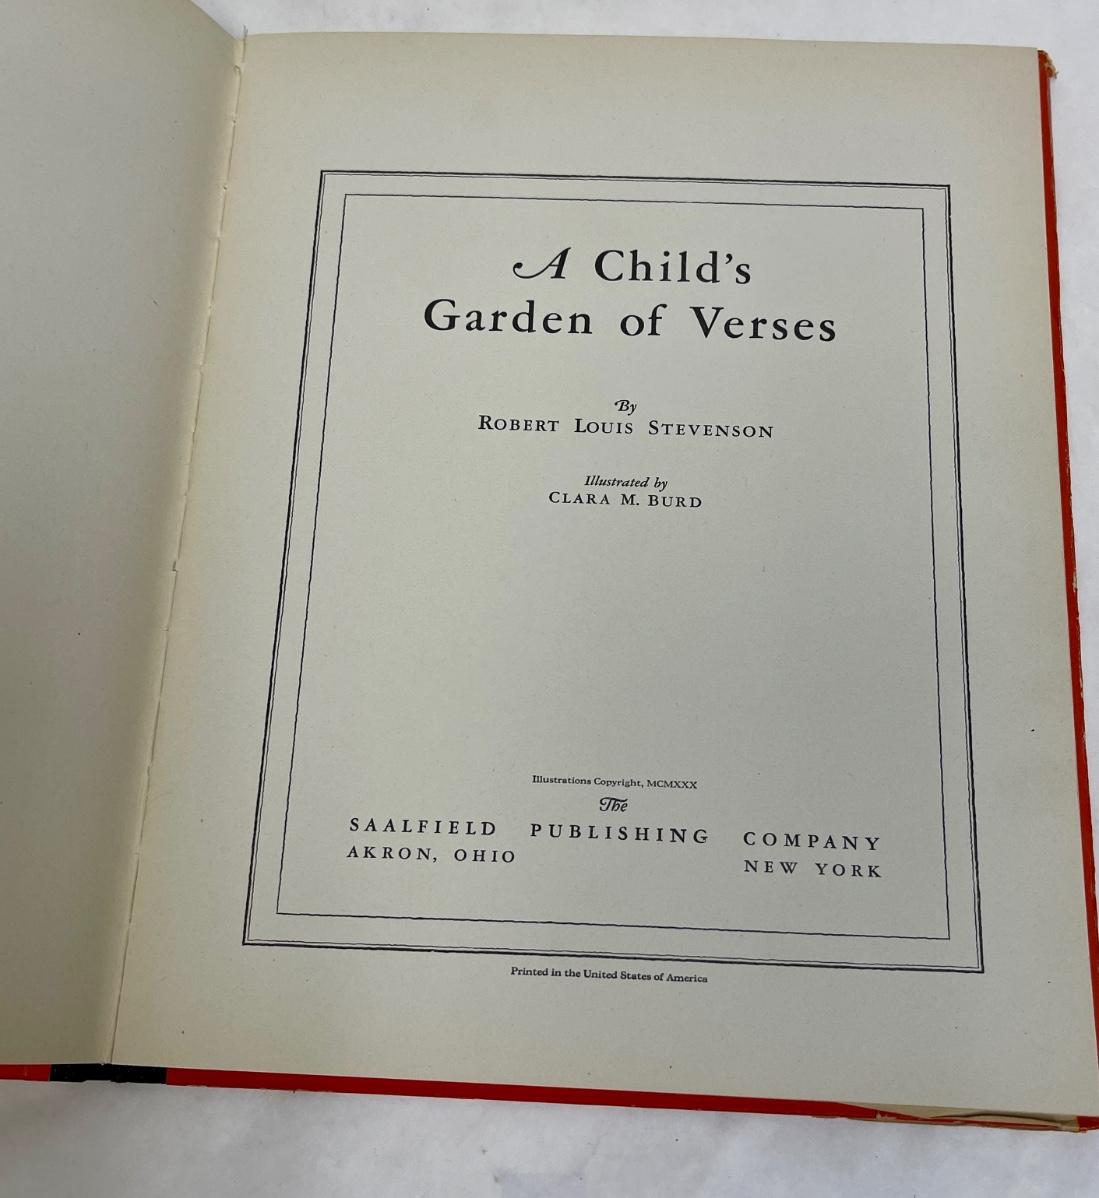 A Child's
Garden of Verses
By
ROBERT LOUIS STEVENSON
Illustrated by
CLARA M. BURD
Illustrations Copyright, MCMXXX
The
SAALFIELD PUBLISHING COMPANY
AKRON, OHIO NEW YORK
Printed in the United States of America